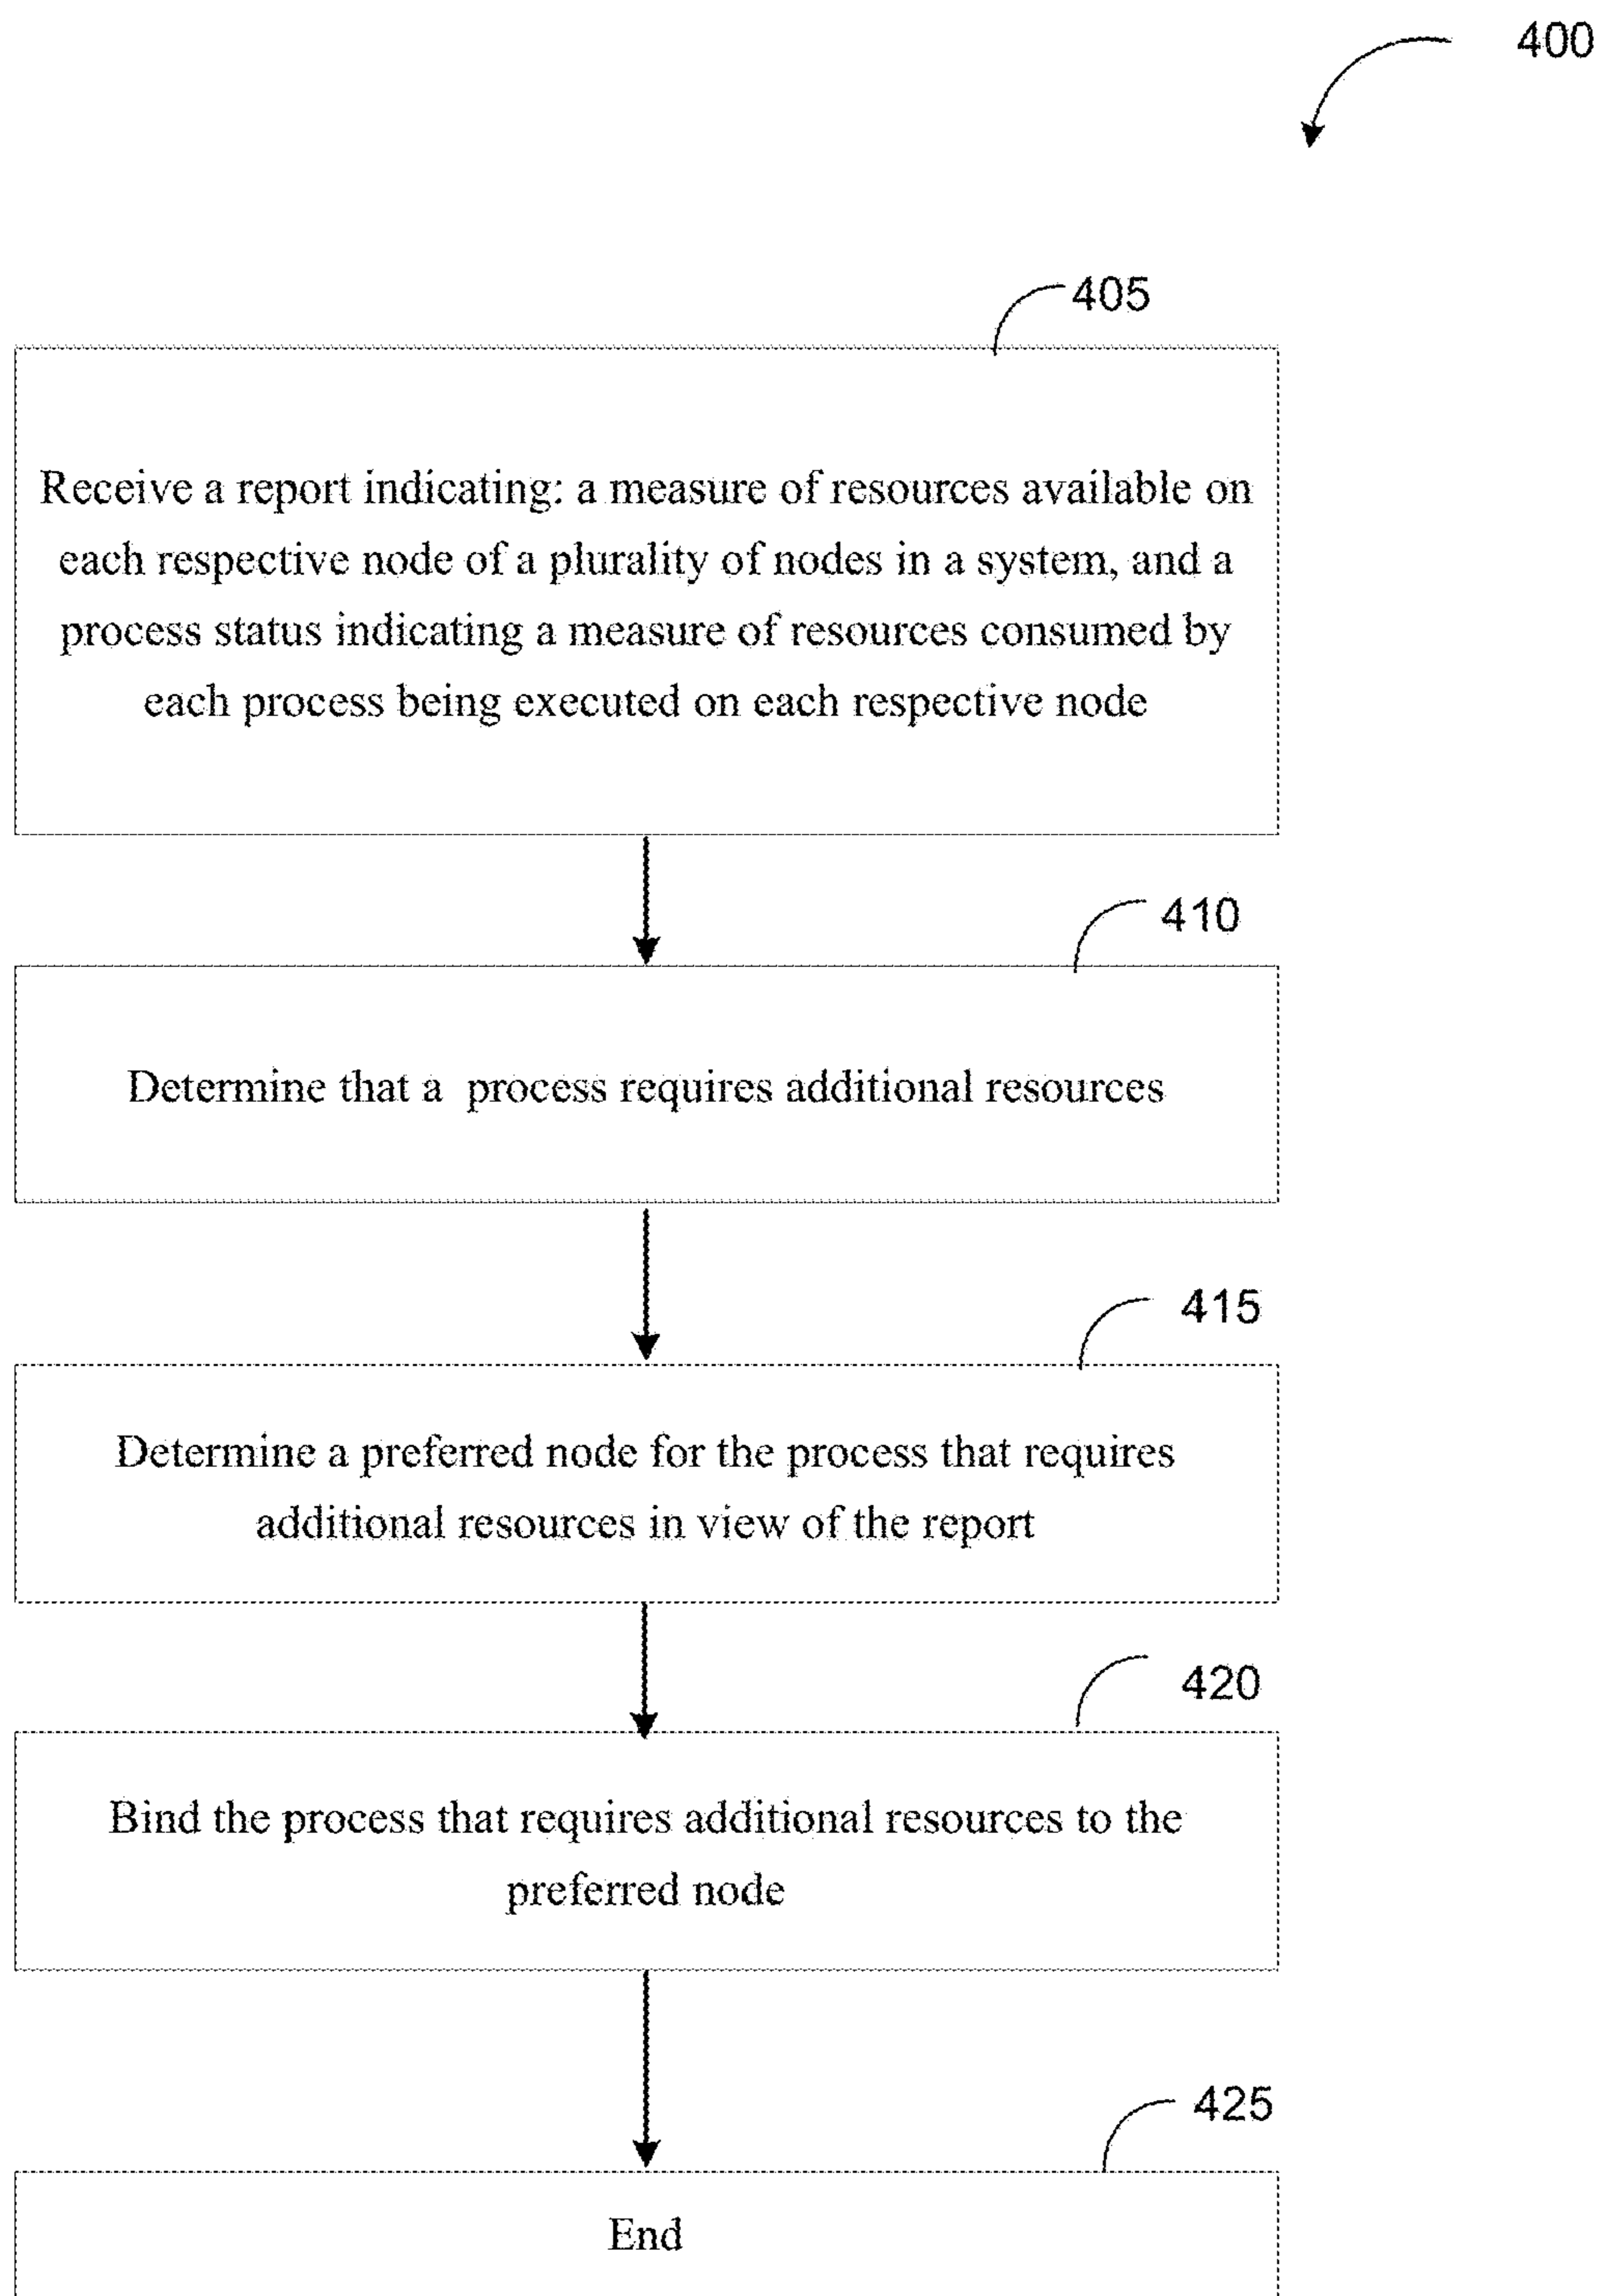 400
405
Receive a report indicating: a measure of resources available on
each respective node of a plurality of nodes in a system, and a
process status indicating a measure of resources consumed by
each process being executed on each respective node
410
Determine that a process requires additional resources
415
Determine a preferred node for the process that requires
additional resources in view of the report
420
Bind the process that requires additional resources to the
preferred node
425
End